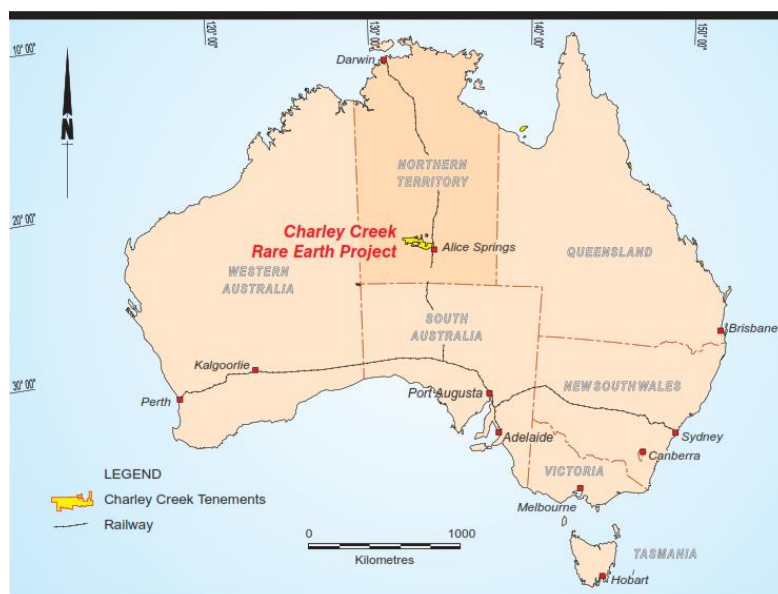 120° 00'
130° 00'
140° 00'
150° 00'
10° 00'
Darwin
N
NORTHERN
TERRITORY
20° 00'
Charley Creek
Rare Earth Project
Alice Springs
QUEENSLAND
WESTERN
AUSTRALIA
SOUTH
AUSTRALIA
Brisbane
Kalgoorlie
30° 00'
Perth
Port Augusta
NEW SOUTH WALES
Adelaide
Sydney
Canberra
VICTORIA
Melbourne
LEGEND
Charley Creek Tenements
Railway
0 1000
Kilometres
TASMANIA
Hobart